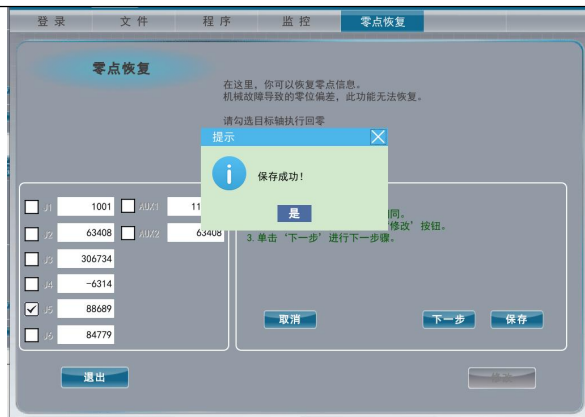 登录 文件 程序 监控 零点恢复
零点恢复
在这里，你可以恢复零点信息。
机械故障导致的零位偏差，此功能无法恢复。
请勾选目标轴执行回零
提示
保存成功！
是
J1 1001 AUX1 11
J2 63408 AUX2 63408
J3 306734
J4 -6314
J5 88689
J6 84779
同。
'修改' 按钮。
3. 单击 '下一步' 进行下一步骤。
取消 下一步 保存
退出 修改